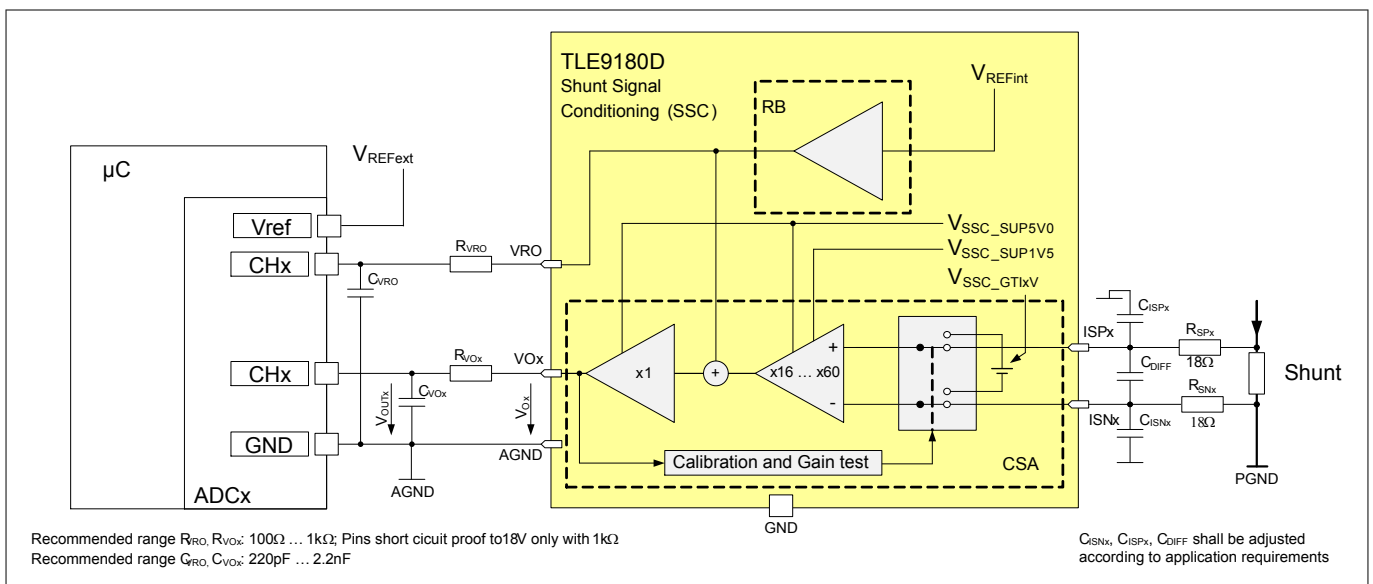 TLE9180D
Shunt Signal
Conditioning (SSC)
RB
VREFint
µC
VREFext
Vref
CHx
RVRO
VRO
CVRO
VSSC_SUP5V0
VSSC_SUP1V5
VSSC_GTIxV
CHx
RVOx
VOx
CVOx
VOUTx
VOx
x1
+
x16 ... x60
+
-
ISPx
CISPx
RSPx
18Ω
CDIFF
RSNx
18Ω
ISNx
CISNx
Shunt
GND
AGND
AGND
ADCx
Calibration and Gain test
CSA
GND
PGND
Recommended range RVRO, RVOx: 100Ω ... 1kΩ; Pins short cicuit proof to18V only with 1kΩ
Recommended range CVRO, CVOx: 220pF ... 2.2nF
CISNx, CISPx, CDIFF shall be adjusted
according to application requirements